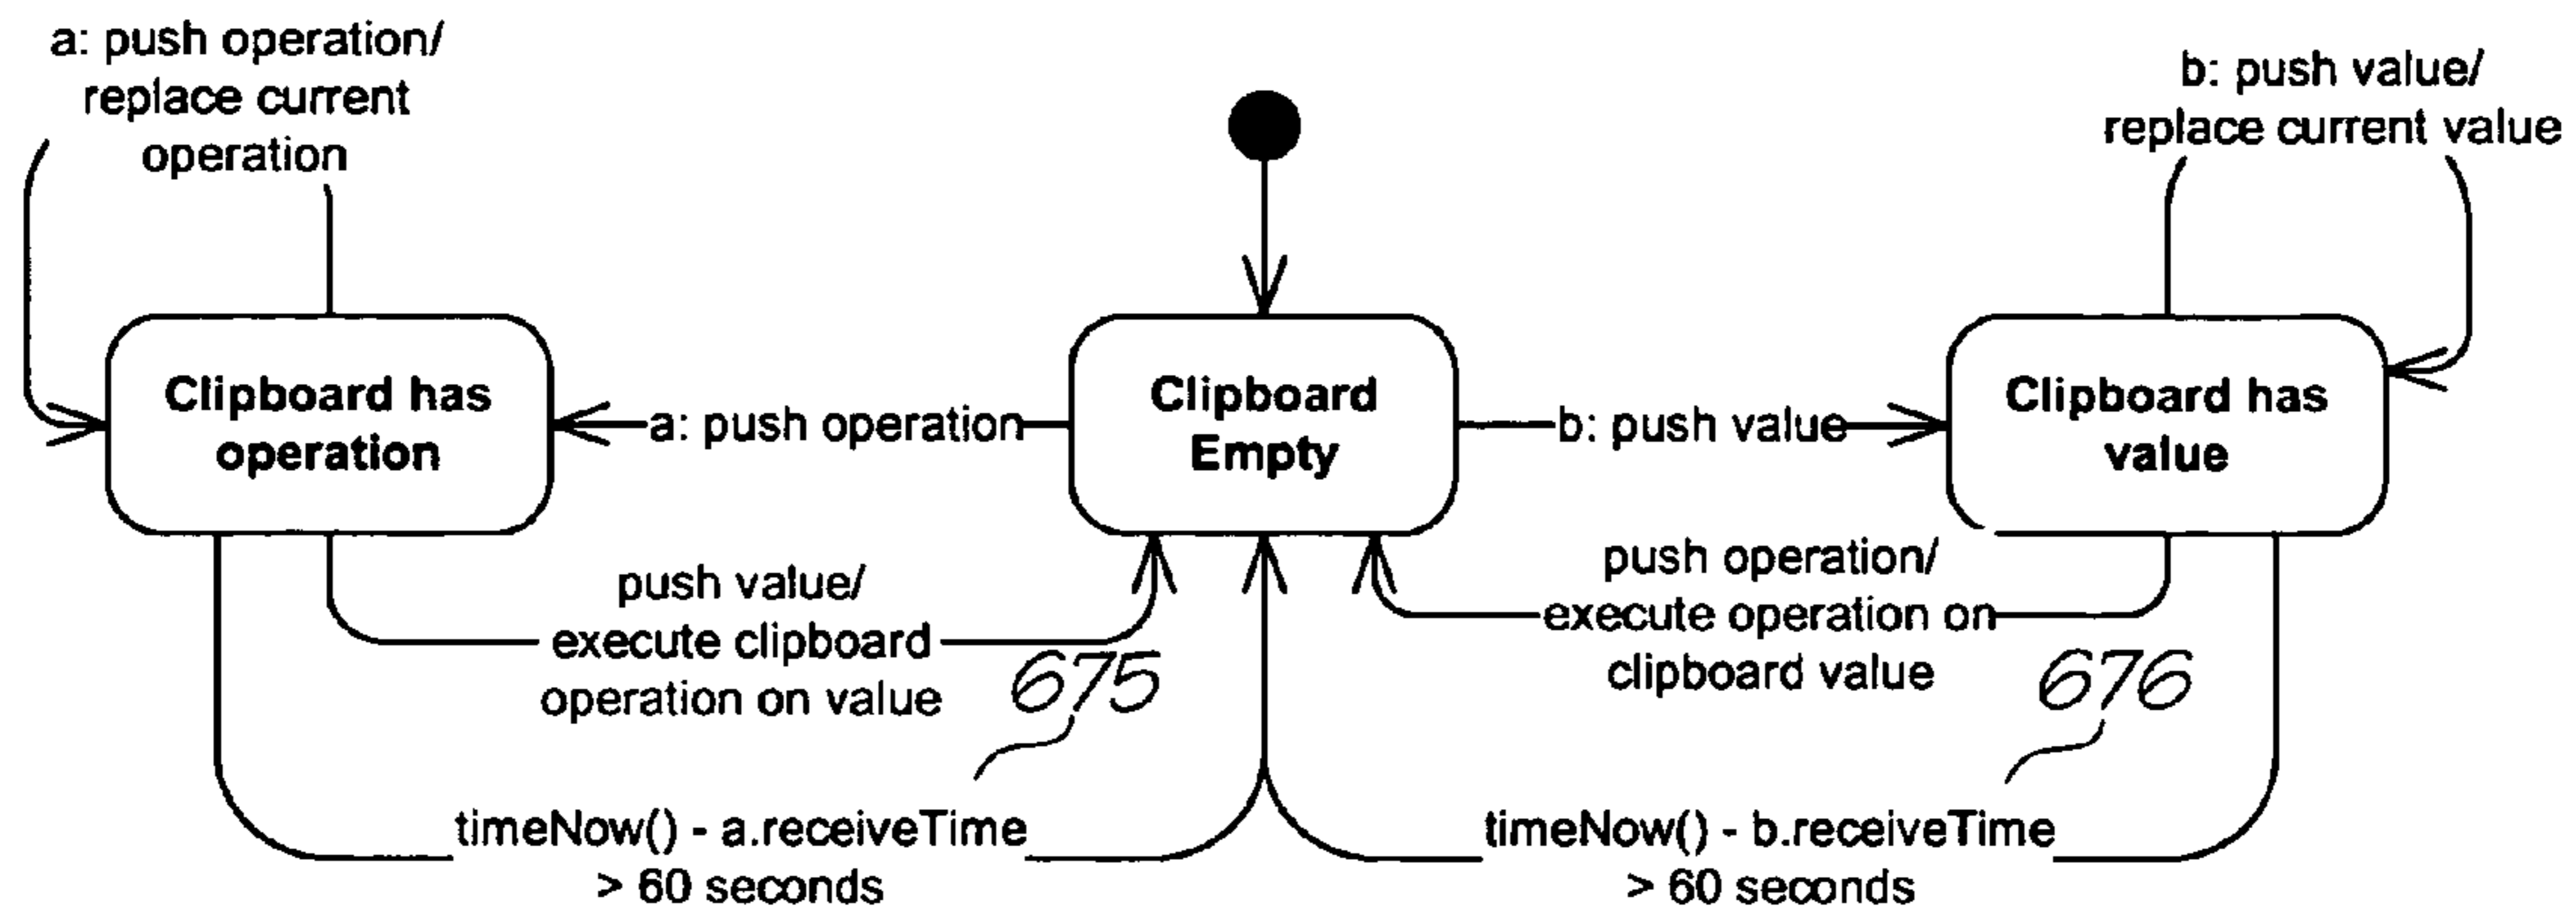 a: push operation/
replace current
operation
b: push value/
replace current value
Clipboard has
operation
a: push operation
Clipboard
Empty
b: push value
Clipboard has
value
push value/
execute clipboard
operation on value
675
push operation/
execute operation on
clipboard value
676
timeNow() - a.receiveTime
> 60 seconds
timeNow() - b.receiveTime
> 60 seconds